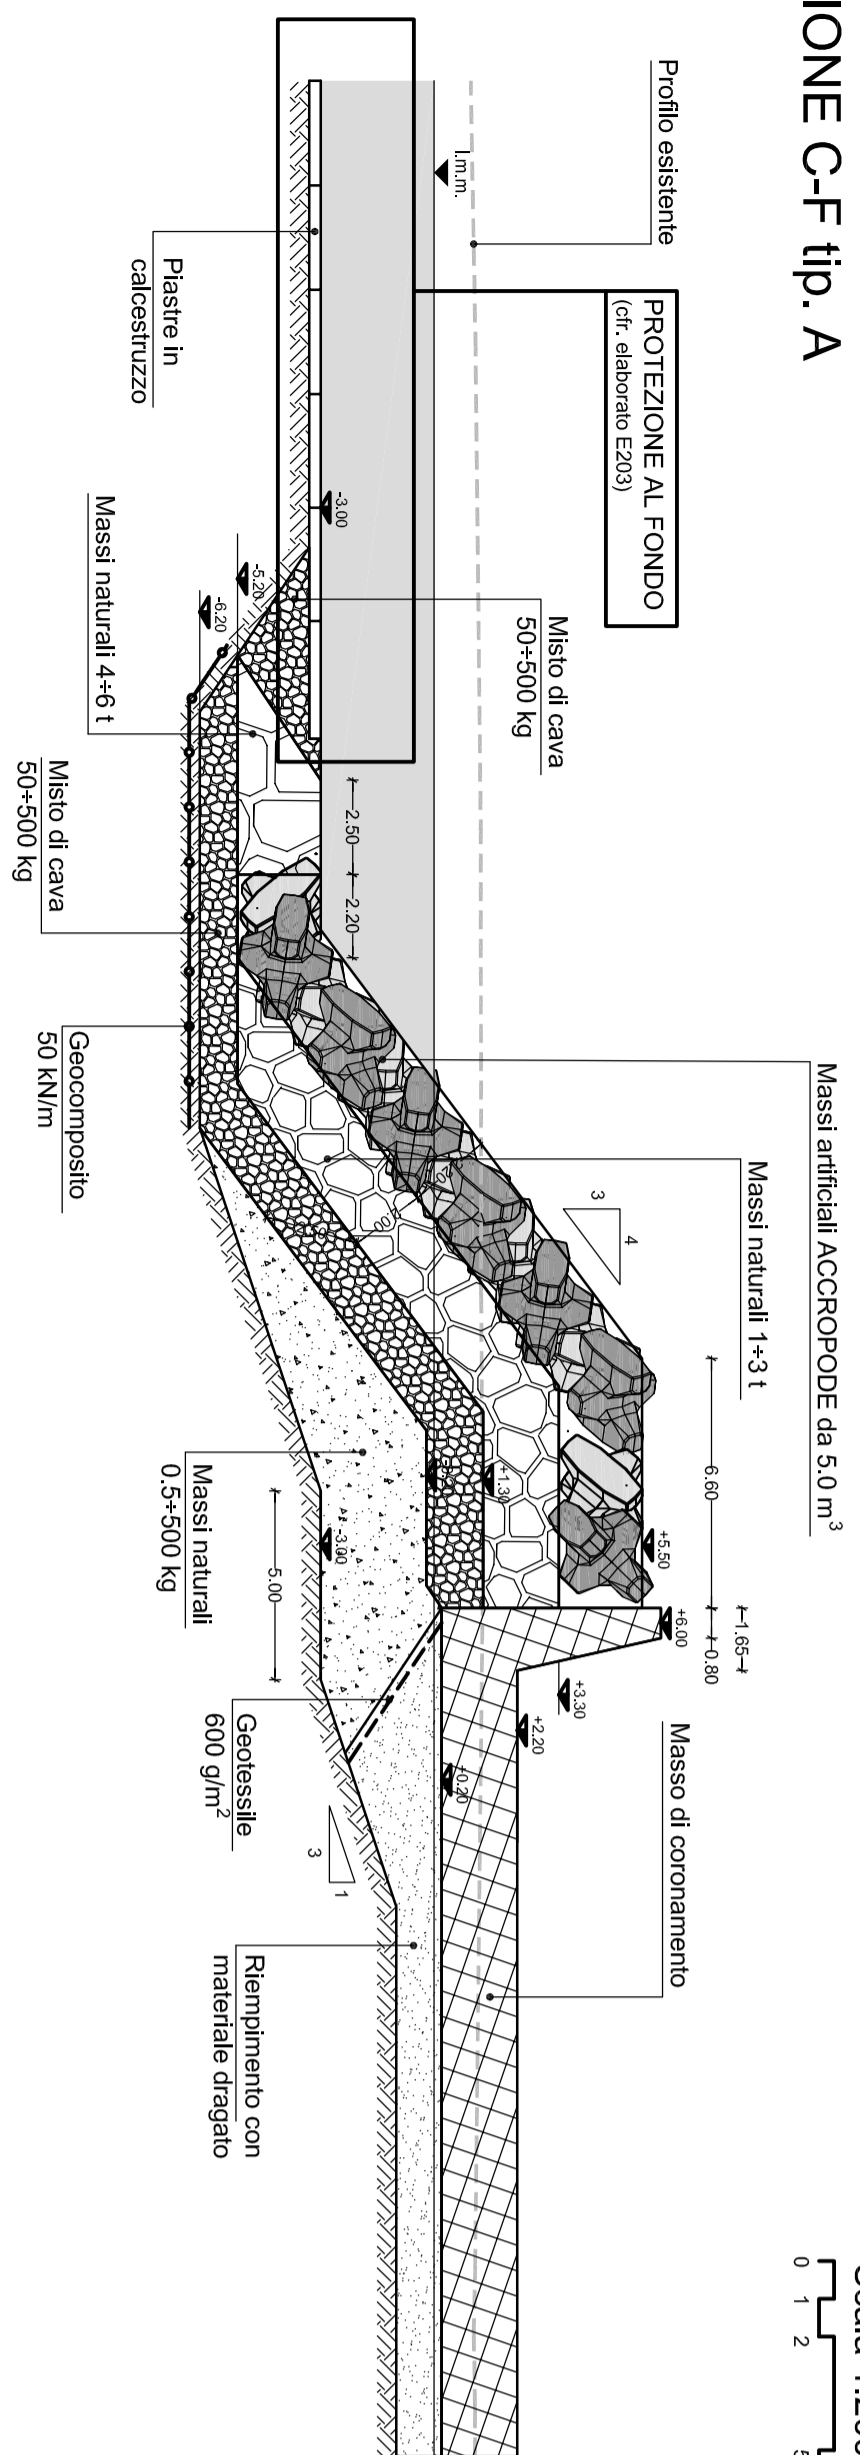 IONE C-F tip. A
Profilo esistente
l.m.m.
PROTEZIONE AL FONDO
(cfr. elaborato E203)
Piastre in
calcestruzzo
-3.00
Misto di cava
50÷500 kg
-5.20
-6.20
Massi naturali 4÷6 t
Misto di cava
50÷500 kg
Geocomposito
50 kN/m
2.50
2.20
Massi artificiali ACCROPODE da 5.0 m³
Massi naturali 1÷3 t
3
4
6.60
1.65
0.80
+5.50
+6.00
+1.30
+3.30
+2.20
+0.20
-3.00
5.00
Massi naturali
0.5÷500 kg
Geotessile
600 g/m²
3
1
Masso di coronamento
Riempimento con
materiale dragato
0 1 2